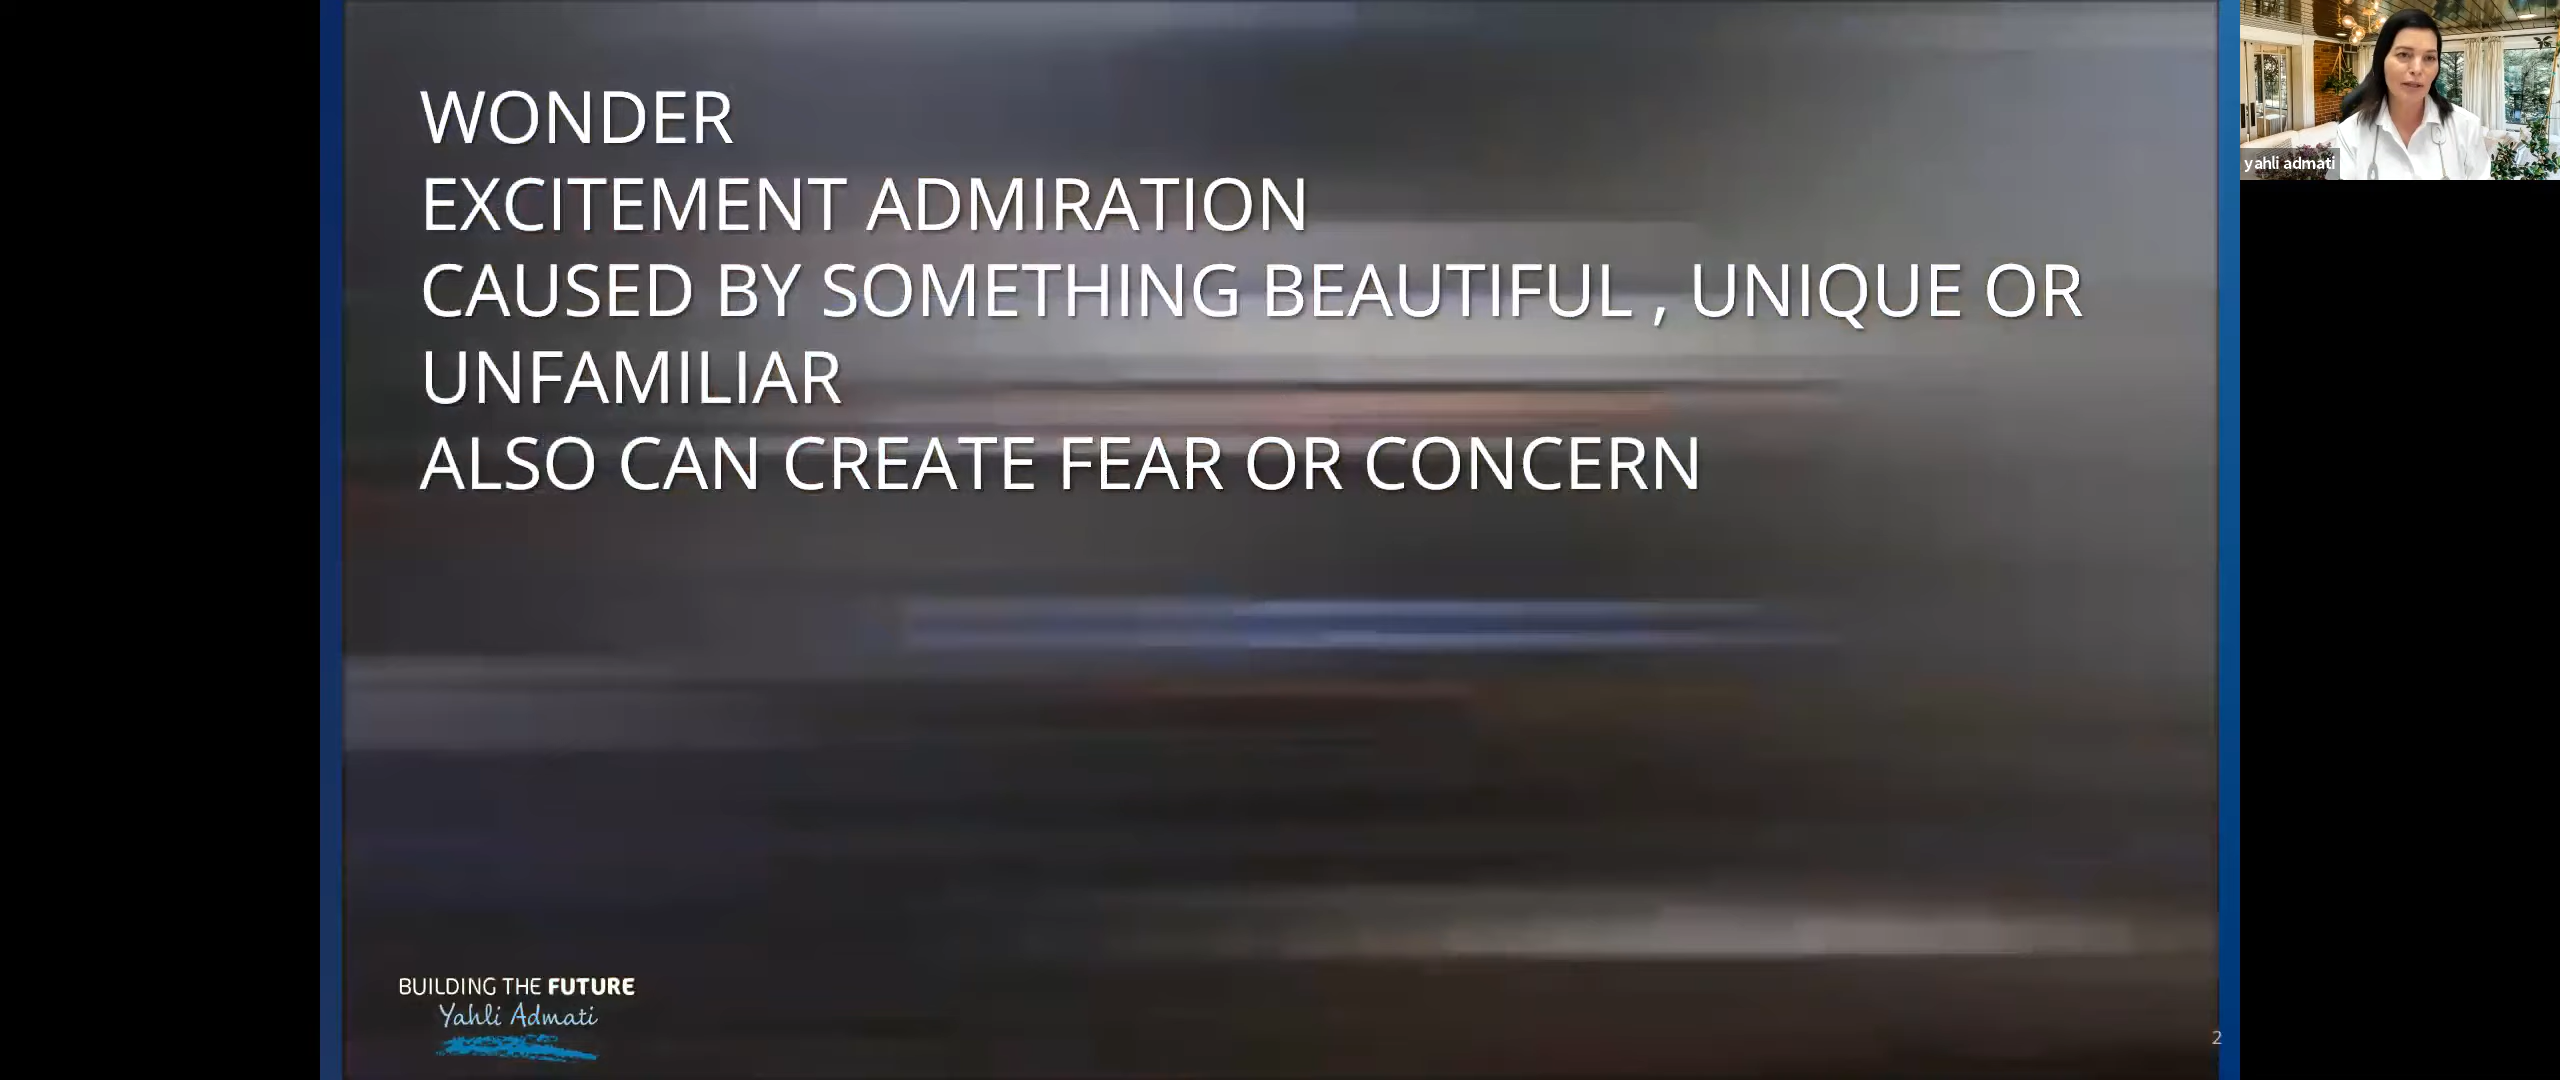 WONDER
EXCITEMENT ADMIRATION
CAUSED BY SOMETHING BEAUTIFUL , UNIQUE OR
UNFAMILIAR
ALSO CAN CREATE FEAR OR CONCERN
yahli admati
BUILDING THE FUTURE
Yahli Admati
2